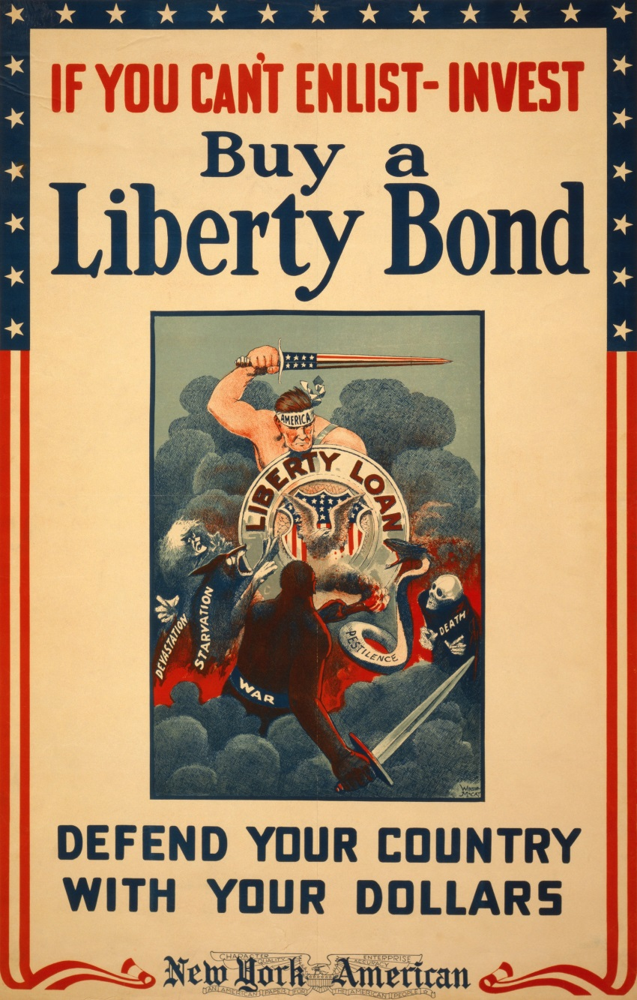 IF YOU CAN'T ENLIST-INVEST
Buy a
Liberty Bond
AMERICA
LIBERTY LOAN
DEVASTATION
STARVATION
WAR
PESTILENCE
DEATH
WINSOR
McCAY
DEFEND YOUR COUNTRY
WITH YOUR DOLLARS
CHARACTER
QUALITY
ENTERPRISE
ACCURACY
New York American
AN AMERICAN PAPER FOR THE AMERICAN PEOPLE